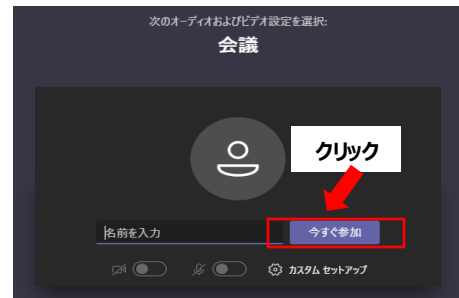 次のオーディオおよびビデオ設定を選択:
会議
クリック
名前を入力
今すぐ参加
カスタム セットアップ